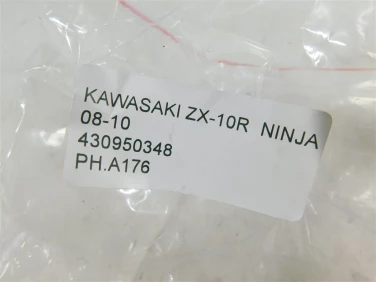 KAWASAKI ZX-10R NINJA
08-10
430950348
PH.A176